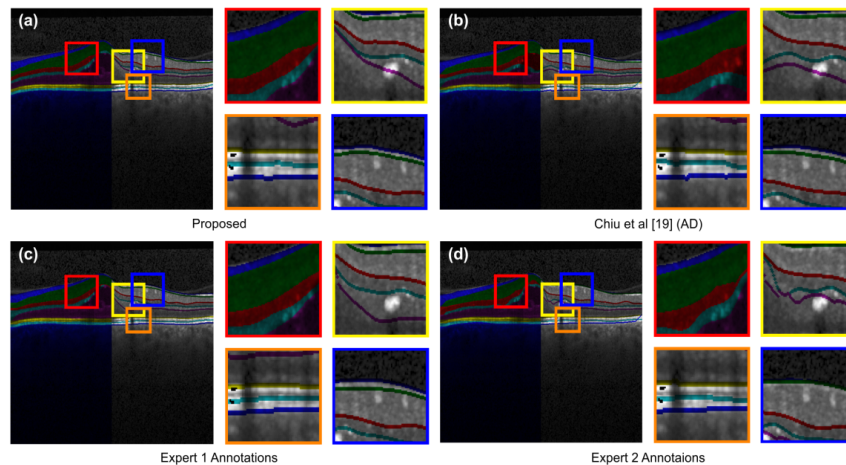 (a)
(b)
Proposed
Chiu et al [19] (AD)
(c)
(d)
Expert 1 Annotations
Expert 2 Annotaions